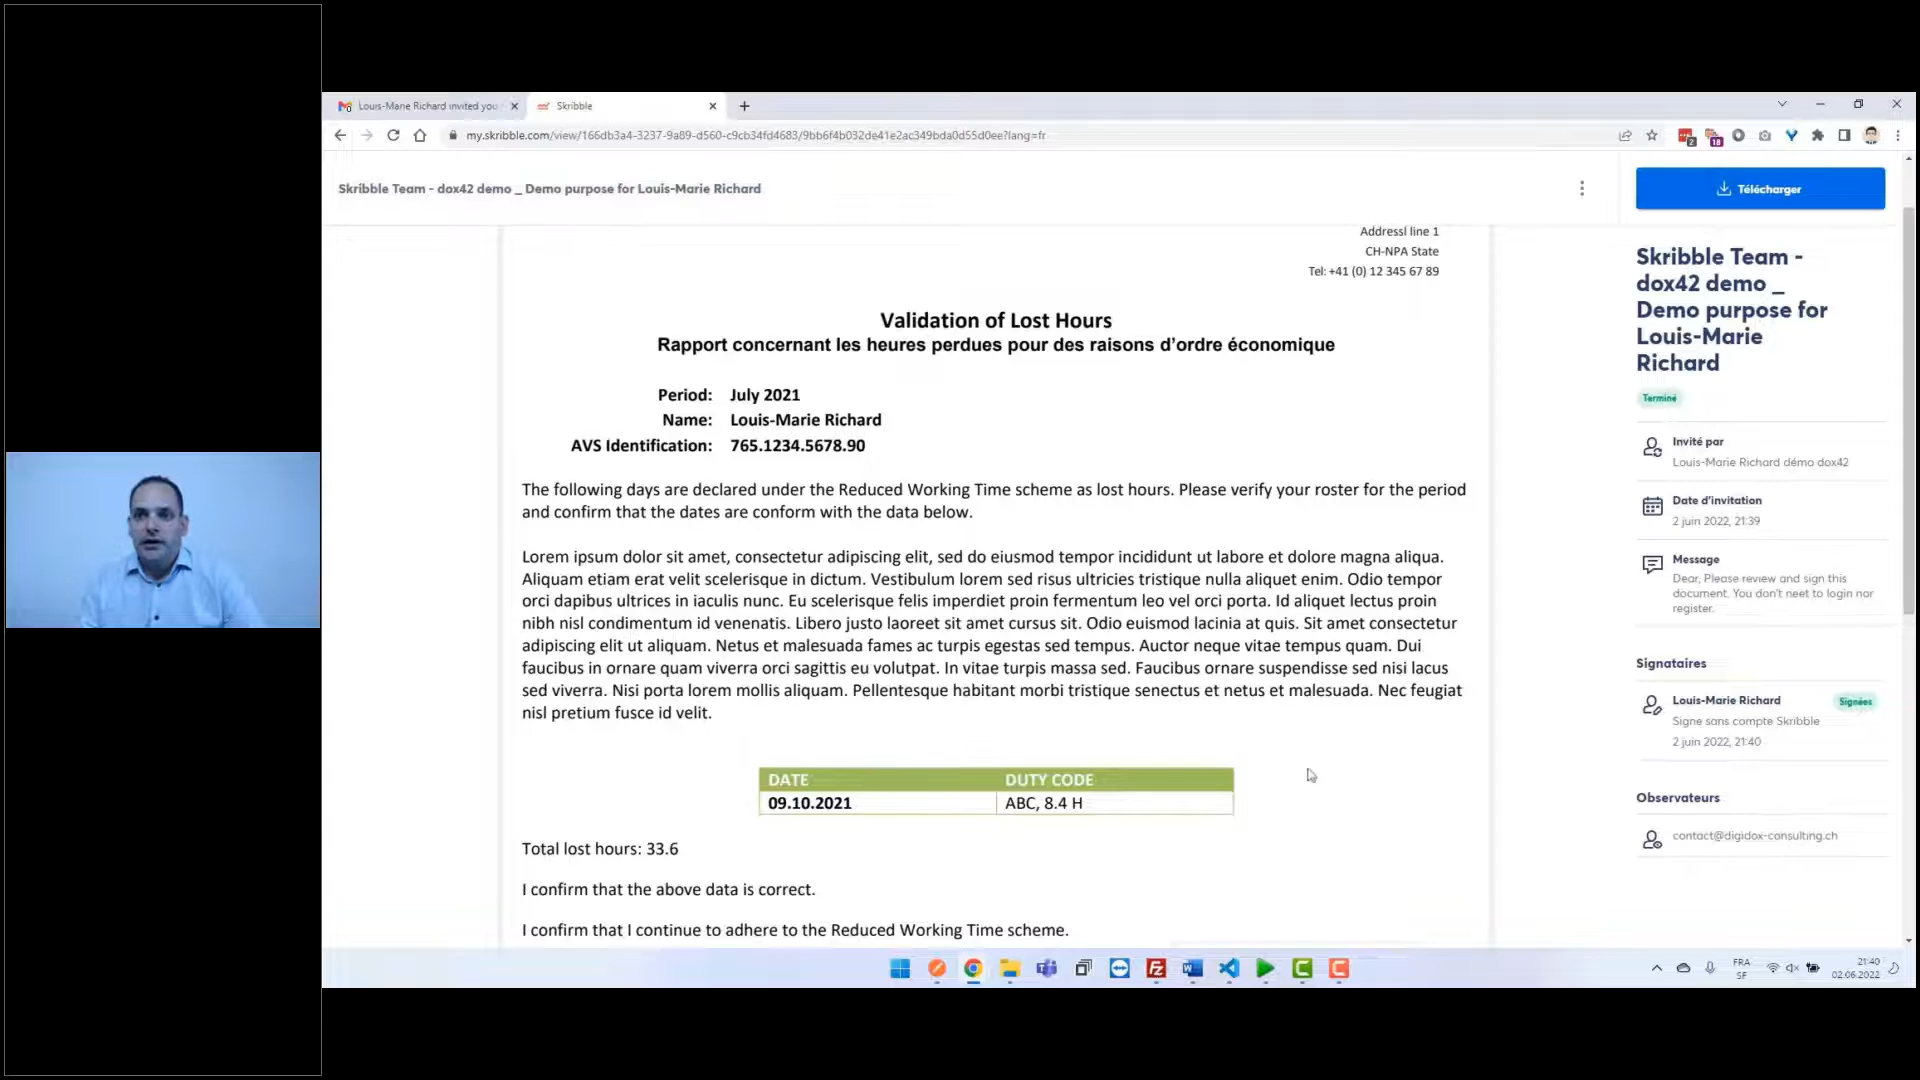 Louis-Marie Richard invited you
Skribble
my.skribble.com/view/166db3a4-3237-9a89-d560-c9cb34fd4683/9bb6f4b032de41e2ac349bda0d55d0ee?lang=fr
2
18
Skribble Team - dox42 demo _ Demo purpose for Louis-Marie Richard
Télécharger
Addressl line 1
CH-NPA State
Tel: +41 (0) 12 345 67 89
Validation of Lost Hours
Rapport concernant les heures perdues pour des raisons d’ordre économique
Period: July 2021
Name: Louis-Marie Richard
AVS Identification: 765.1234.5678.90
The following days are declared under the Reduced Working Time scheme as lost hours. Please verify your roster for the period
and confirm that the dates are conform with the data below.
Lorem ipsum dolor sit amet, consectetur adipiscing elit, sed do eiusmod tempor incididunt ut labore et dolore magna aliqua.
Aliquam etiam erat velit scelerisque in dictum. Vestibulum lorem sed risus ultricies tristique nulla aliquet enim. Odio tempor
orci dapibus ultrices in iaculis nunc. Eu scelerisque felis imperdiet proin fermentum leo vel orci porta. Id aliquet lectus proin
nibh nisl condimentum id venenatis. Libero justo laoreet sit amet cursus sit. Odio euismod lacinia at quis. Sit amet consectetur
adipiscing elit ut aliquam. Netus et malesuada fames ac turpis egestas sed tempus. Auctor neque vitae tempus quam. Dui
faucibus in ornare quam viverra orci sagittis eu volutpat. In vitae turpis massa sed. Faucibus ornare suspendisse sed nisi lacus
sed viverra. Nisi porta lorem mollis aliquam. Pellentesque habitant morbi tristique senectus et netus et malesuada. Nec feugiat
nisl pretium fusce id velit.
DATE DUTY CODE
09.10.2021 ABC, 8.4 H
Total lost hours: 33.6
I confirm that the above data is correct.
I confirm that I continue to adhere to the Reduced Working Time scheme.
Skribble Team -
dox42 demo _
Demo purpose for
Louis-Marie
Richard
Terminé
Invité par
Louis-Marie Richard démo dox42
Date d'invitation
2 juin 2022, 21:39
Message
Dear, Please review and sign this
document. You don't neet to login nor
register.
Signataires
Louis-Marie Richard Signées
Signe sans compte Skribble
2 juin 2022, 21:40
Observateurs
contact@digidox-consulting.ch
FRA
SF
21:40
02.06.2022